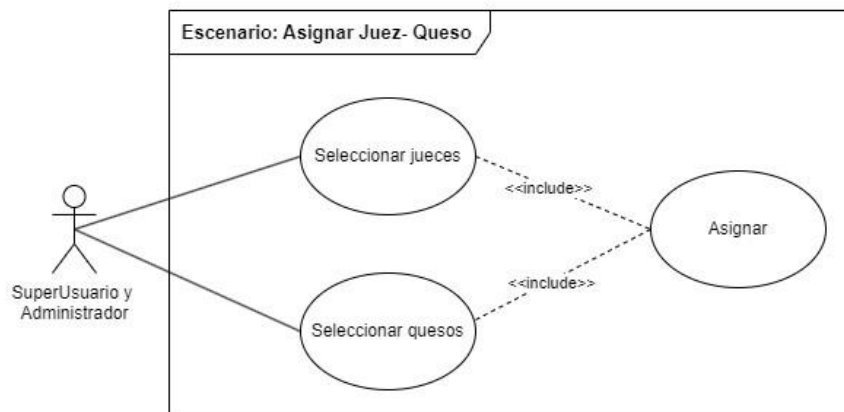 Escenario: Asignar Juez- Queso
Seleccionar jueces
<<include>>
Asignar
SuperUsuario y
Administrador
<<include>>
Seleccionar quesos